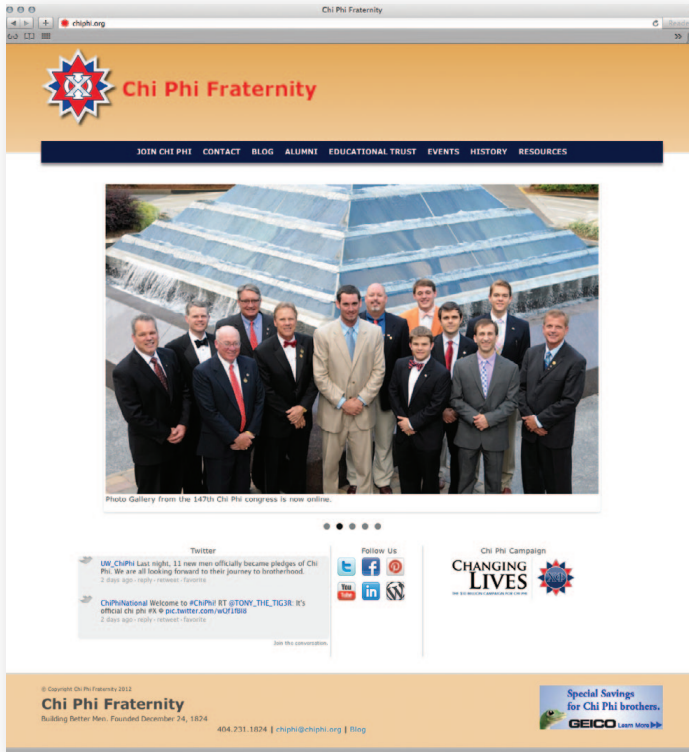 Chi Phi Fraternity
chiphi.org
Reader
Chi Phi Fraternity
JOIN CHI PHI CONTACT BLOG ALUMNI EDUCATIONAL TRUST EVENTS HISTORY RESOURCES
Photo Gallery from the 147th Chi Phi congress is now online.
Twitter
UW_ChiPhi Last night, 11 new men officially became pledges of Chi
Phi. We are all looking forward to their journey to brotherhood.
2 days ago · reply · retweet · favorite
ChiPhiNational Welcome to #ChiPhi! RT @TONY_THE_TIG3R: It's
official chi phi #X Φ
2 days ago · reply · retweet · favorite
Join the conversation.
Follow Us
You
Tube
in
Chi Phi Campaign
CHANGING
LIVES
© Copyright Chi Phi Fraternity 2012
Chi Phi Fraternity
Building Better Men. Founded December 24, 1824
404.231.1824 | chiphi@chiphi.org | Blog
Special Savings
for Chi Phi brothers.
GEICO Learn More